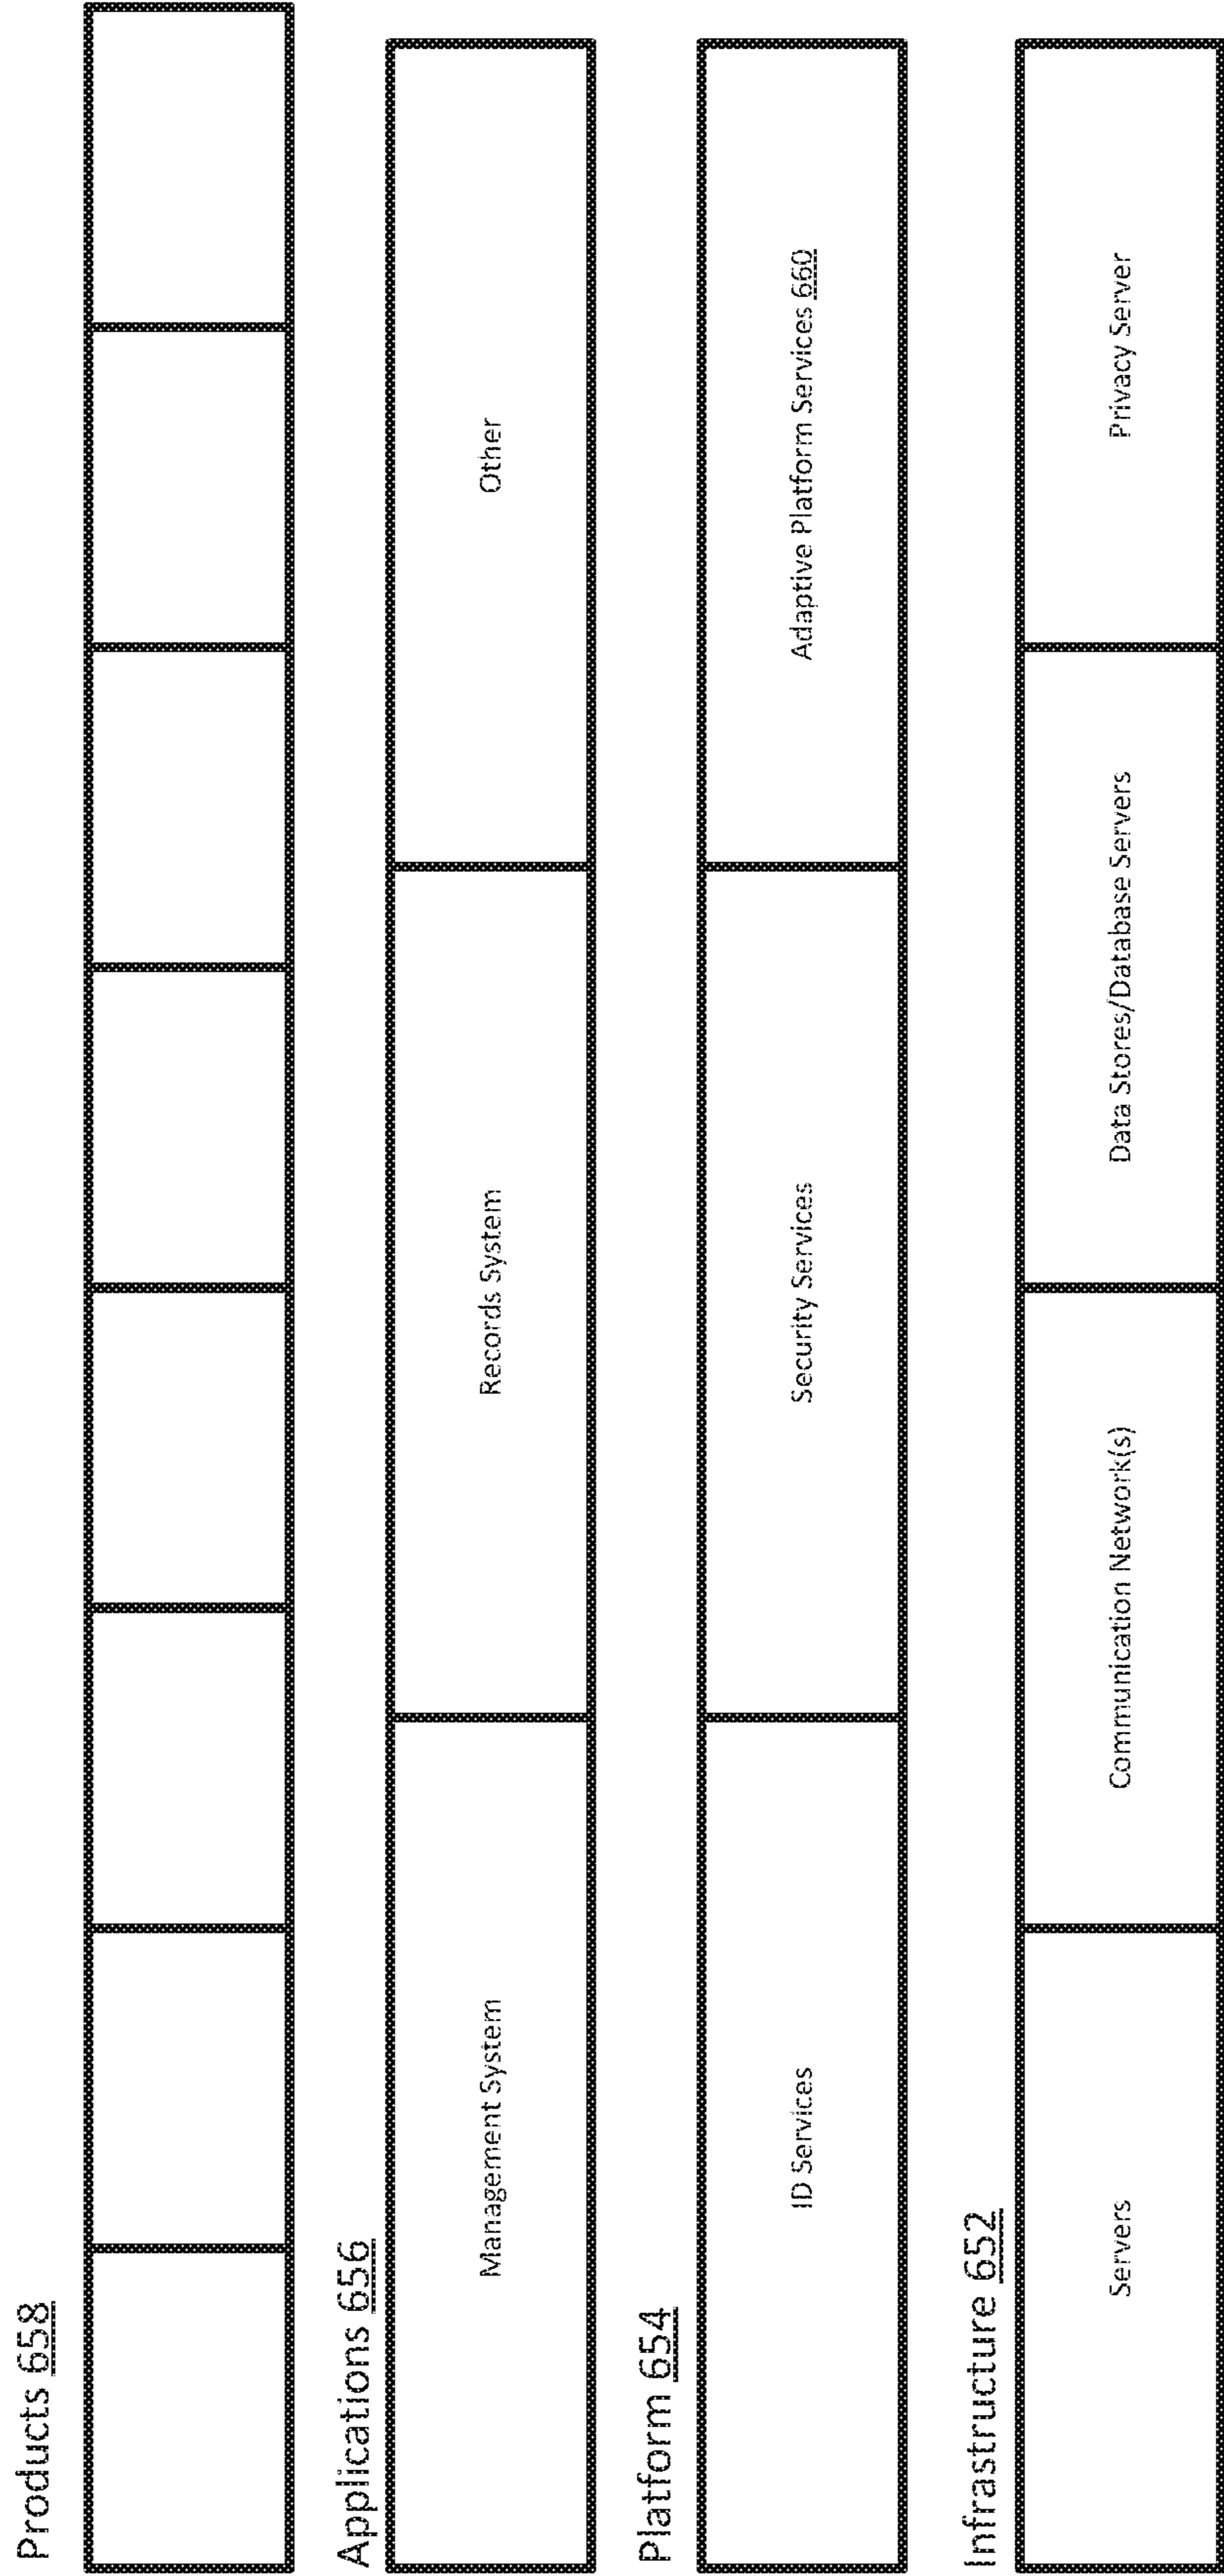 Products 658
Applications 656
Management System
Records System
Other
Platform 654
ID Services
Security Services
Adaptive Platform Services 660
Infrastructure 652
Servers
Communication Network(s)
Data Stores/Database Servers
Privacy Server